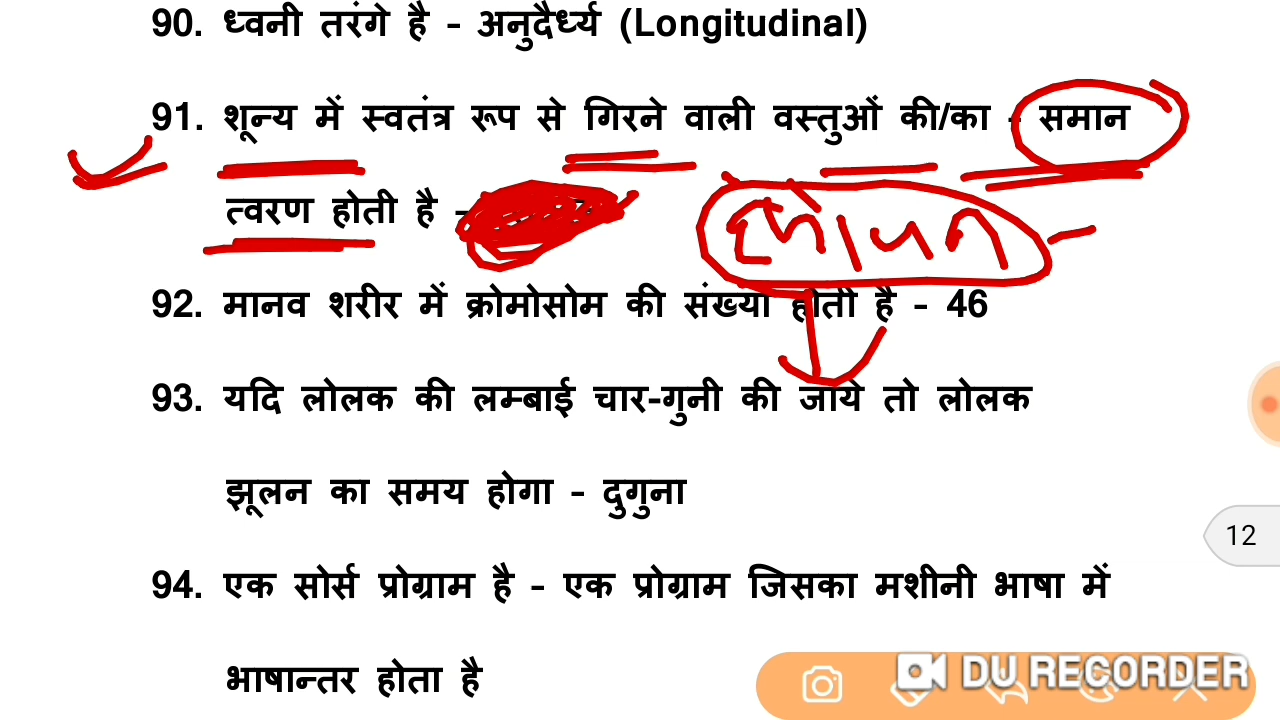 90. ध्वनी तरंगे है - अनुदैर्ध्य (Longitudinal)
91. शून्य में स्वतंत्र रूप से गिरने वाली वस्तुओं की/का - समान
त्वरण होती है -
92. मानव शरीर में क्रोमोसोम की संख्या होती है - 46
93. यदि लोलक की लम्बाई चार-गुनी की जाये तो लोलक
झूलन का समय होगा - दुगुना
12
94. एक सोर्स प्रोग्राम है - एक प्रोग्राम जिसका मशीनी भाषा में
भाषान्तर होता है
DU RECORDER